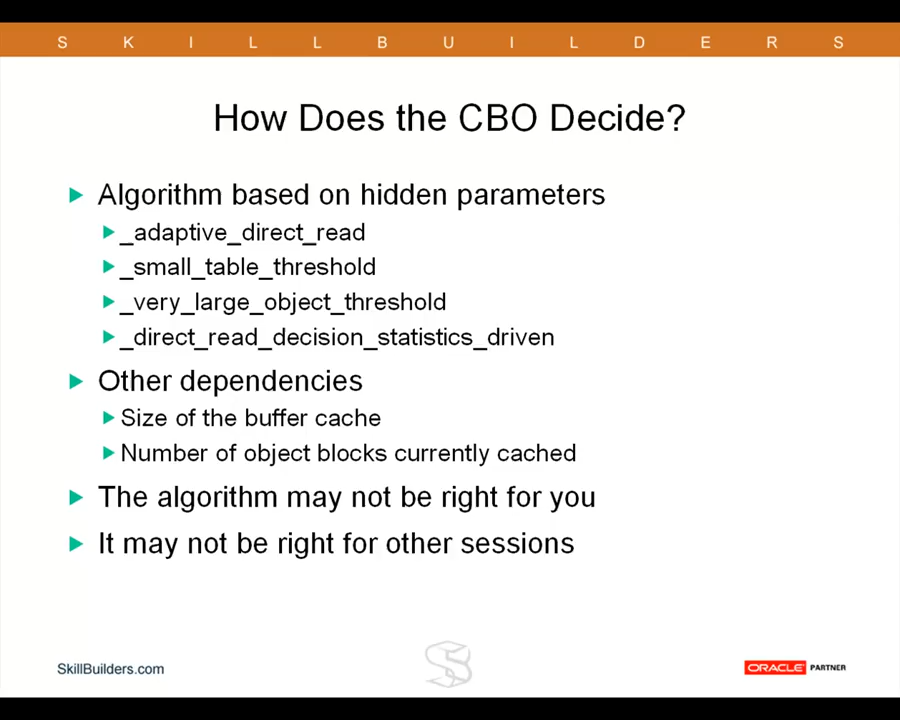 SKILLBUILDERS
How Does the CBO Decide?
Algorithm based on hidden parameters
_adaptive_direct_read
_small_table_threshold
_very_large_object_threshold
_direct_read_decision_statistics_driven
Other dependencies
Size of the buffer cache
Number of object blocks currently cached
The algorithm may not be right for you
It may not be right for other sessions
SkillBuilders.com
ORACLE PARTNER